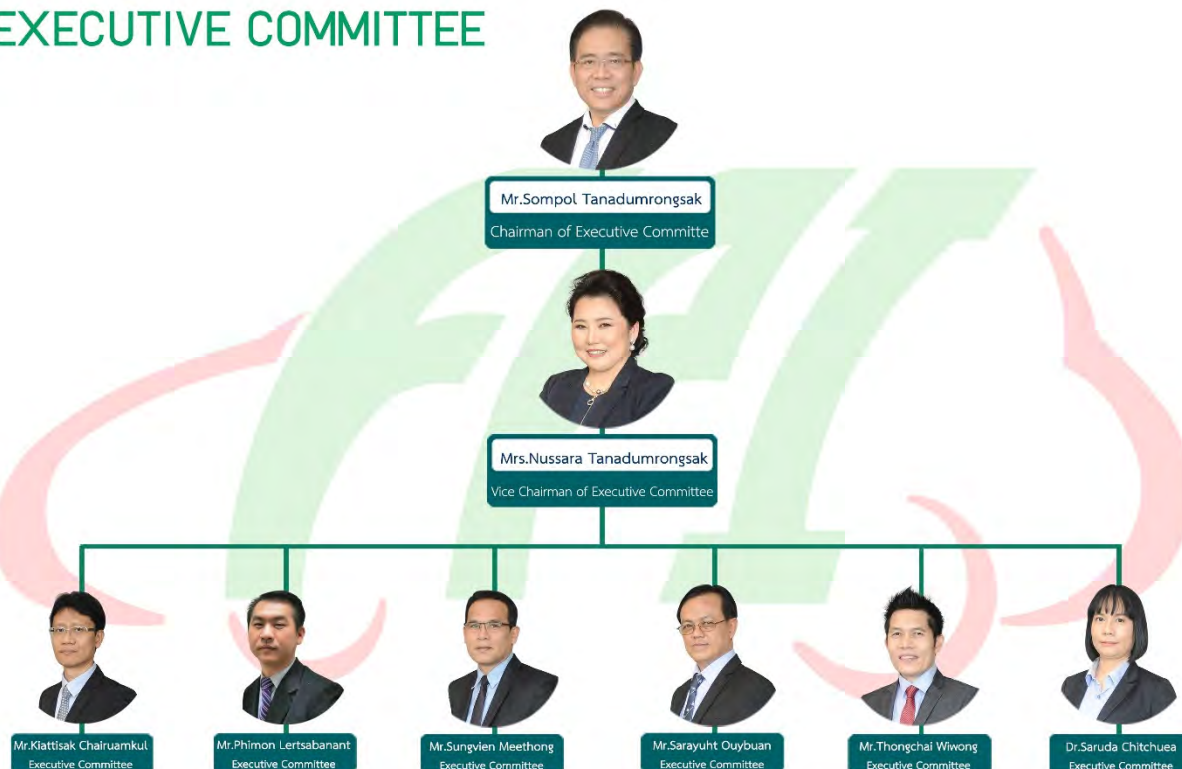 EXECUTIVE COMMITTEE
Mr.Sompol Tanadumrongsak
Chairman of Executive Committe
Mrs.Nussara Tanadumrongsak
Vice Chairman of Executive Committee
Mr.Kiattisak Chairuamkul
Executive Committee
Mr.Phimon Lertsabanant
Executive Committee
Mr.Sungvien Meethong
Executive Committee
Mr.Sarayuht Ouybuan
Executive Committee
Mr.Thongchai Wiwong
Executive Committee
Dr.Saruda Chitchuea
Executive Committee